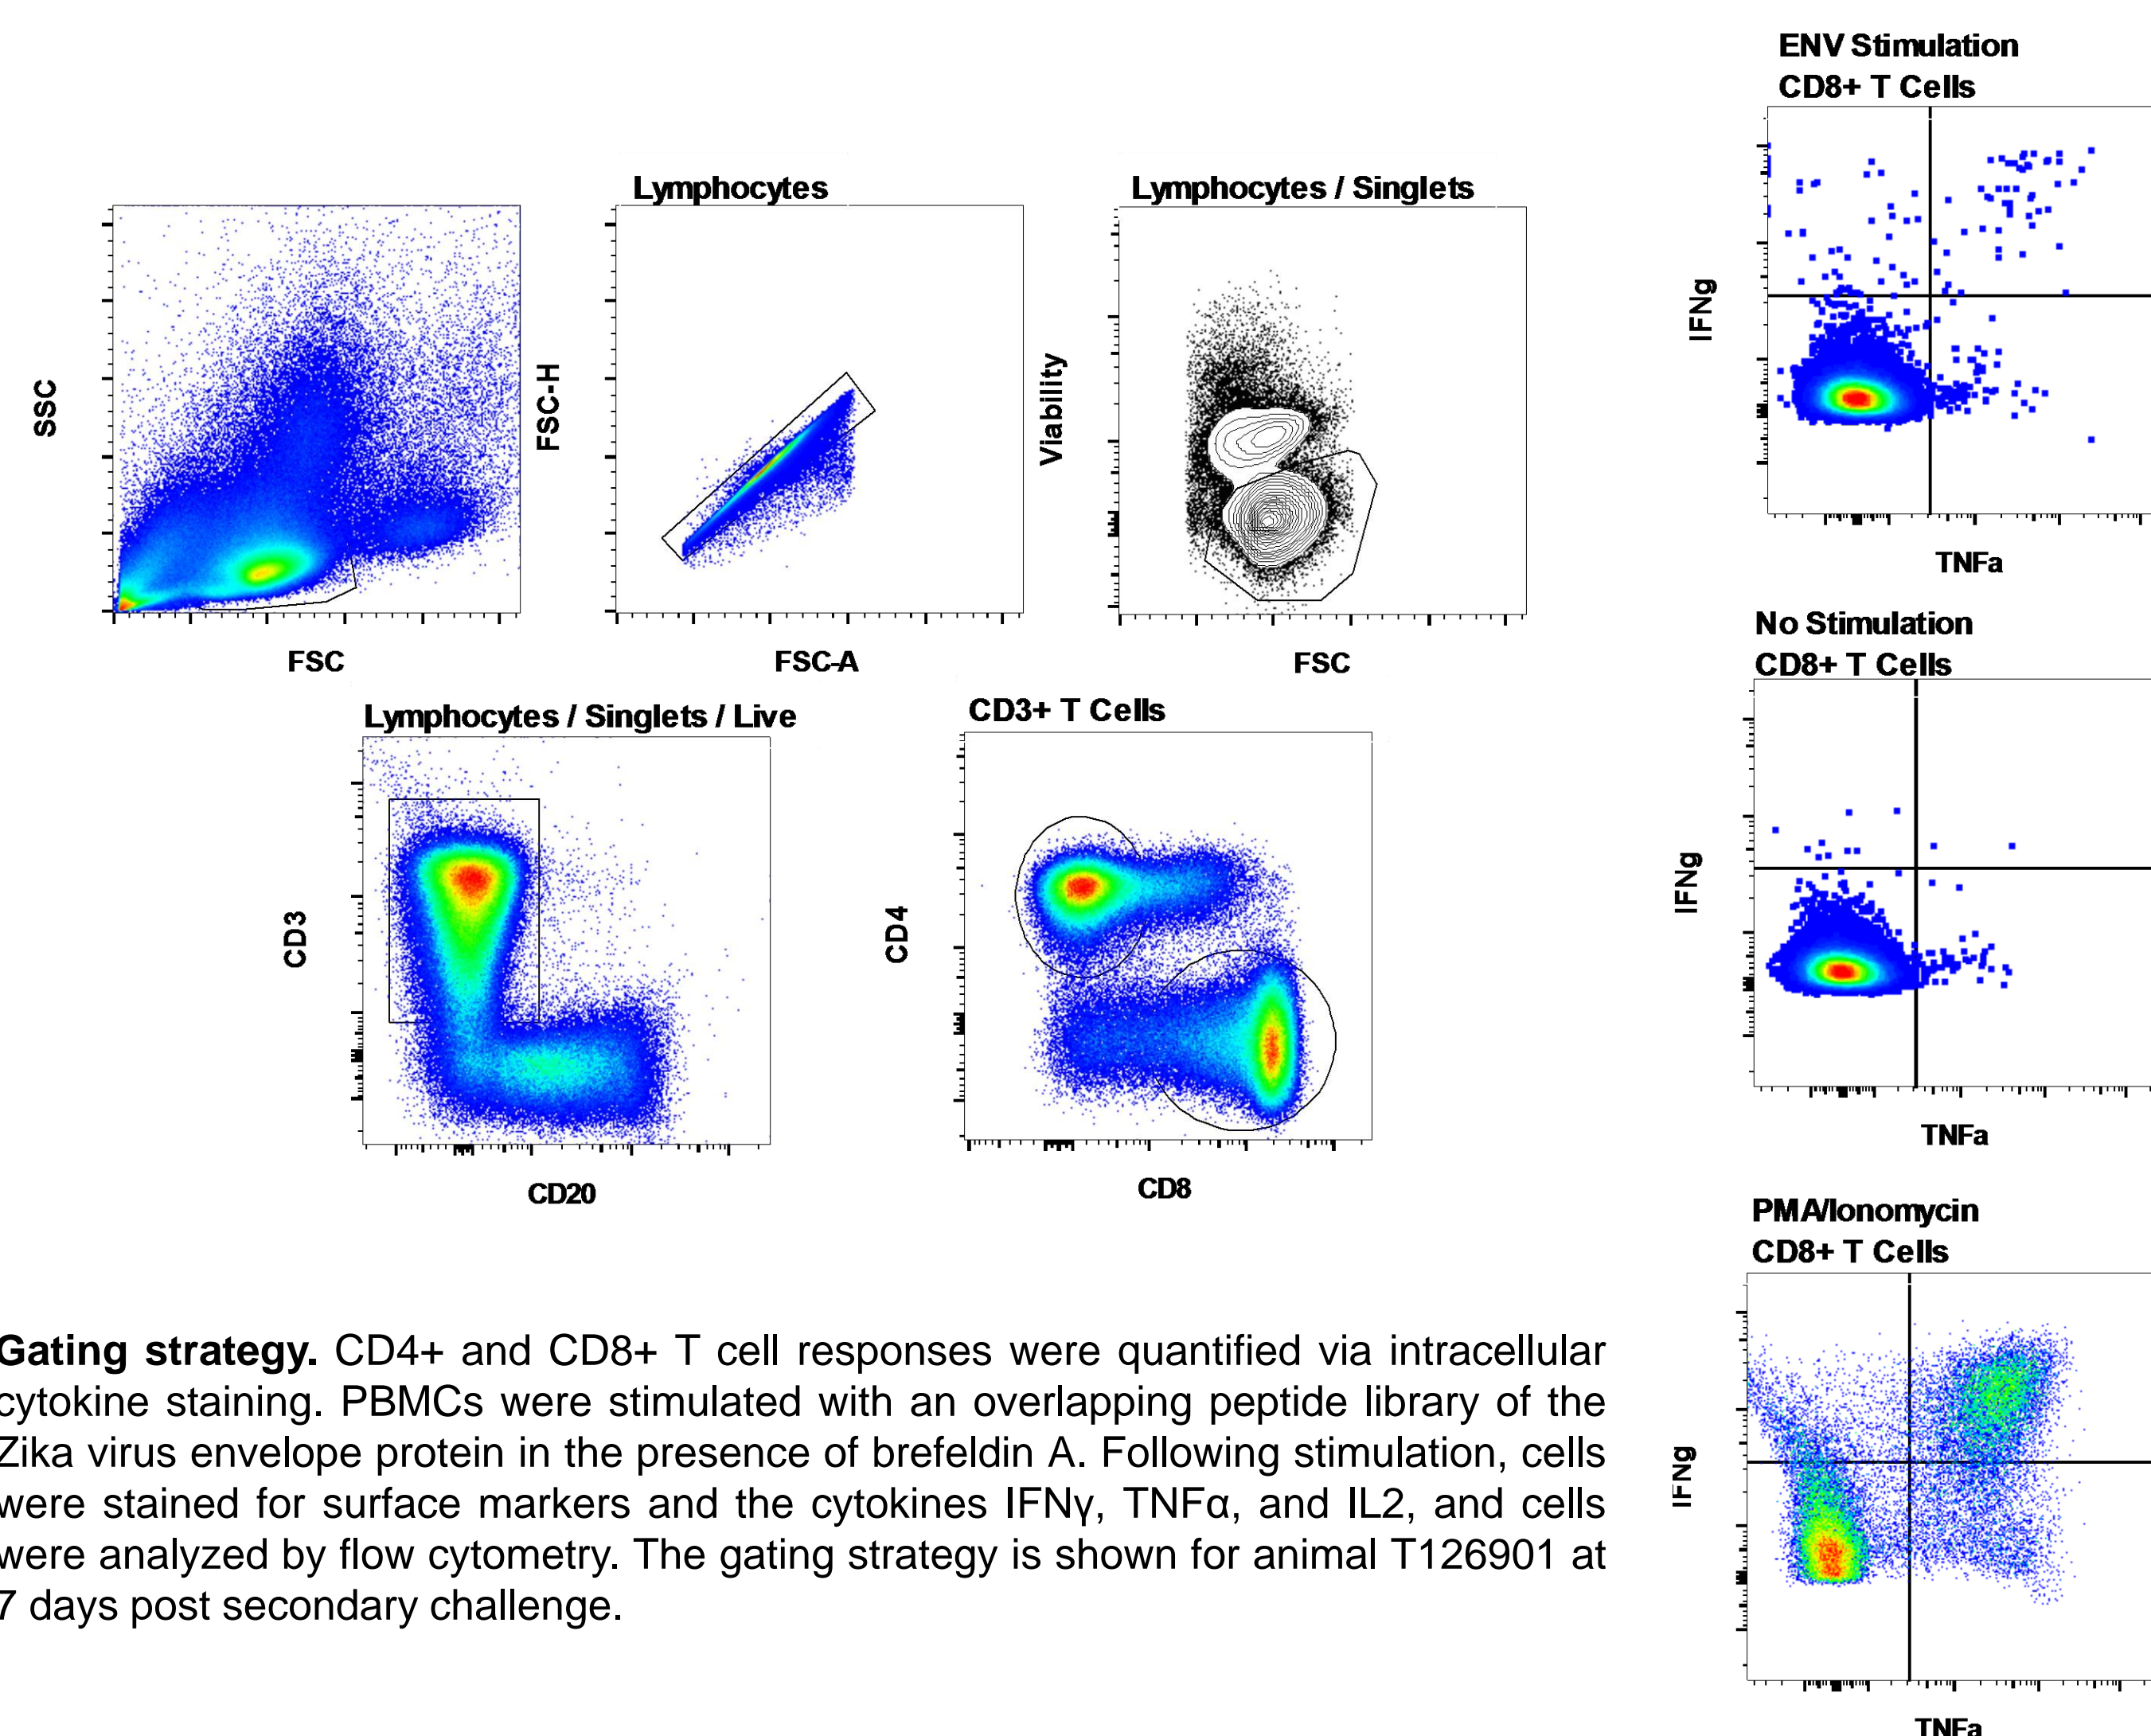 ENV Stimulation
CD8+ T Cells
IFNg
TNFa
Lymphocytes
Lymphocytes / Singlets
SSC
FSC-H
Viability
FSC
FSC-A
FSC
No Stimulation
CD8+ T Cells
IFNg
TNFa
Lymphocytes / Singlets / Live
CD3+ T Cells
CD3
CD4
CD20
CD8
PMA/Ionomycin
CD8+ T Cells
IFNg
TNFa
Gating strategy. CD4+ and CD8+ T cell responses were quantified via intracellular
cytokine staining. PBMCs were stimulated with an overlapping peptide library of the
Zika virus envelope protein in the presence of brefeldin A. Following stimulation, cells
were stained for surface markers and the cytokines IFNγ, TNFα, and IL2, and cells
were analyzed by flow cytometry. The gating strategy is shown for animal T126901 at
7 days post secondary challenge.